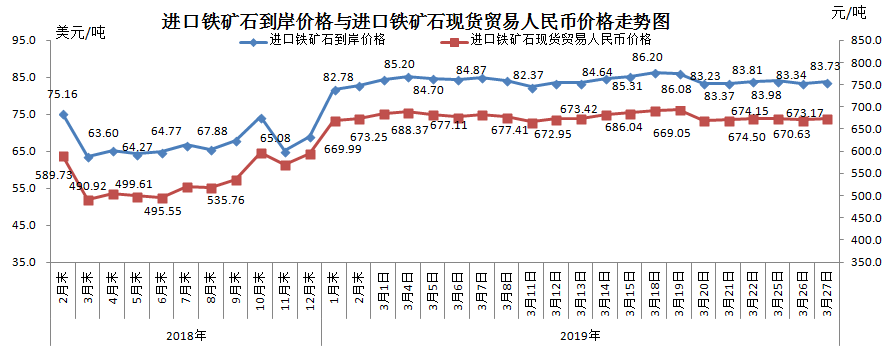 进口铁矿石到岸价格与进口铁矿石现货贸易人民币价格走势图
美元/吨
元/吨
进口铁矿石到岸价格 进口铁矿石现货贸易人民币价格
95.0
85.0
75.0
65.0
55.0
45.0
35.0
850.0
800.0
750.0
700.0
650.0
600.0
550.0
500.0
450.0
400.0
350.0
75.16
63.60
64.27
64.77
67.88
65.08
82.78
85.20
84.70
84.87
82.37
84.64
85.31
86.20
86.08
83.23
83.37
83.81
83.98
83.34
83.73
589.73
490.92
499.61
495.55
535.76
669.99
673.25
688.37
677.11
677.41
672.95
673.42
686.04
669.05
674.50
674.15
670.63
673.17
2月末
3月末
4月末
5月末
6月末
7月末
8月末
9月末
10月末
11月末
12月末
1月末
2月末
3月1日
3月4日
3月5日
3月6日
3月7日
3月8日
3月11日
3月12日
3月13日
3月14日
3月15日
3月18日
3月19日
3月20日
3月21日
3月22日
3月25日
3月26日
3月27日
2018年
2019年